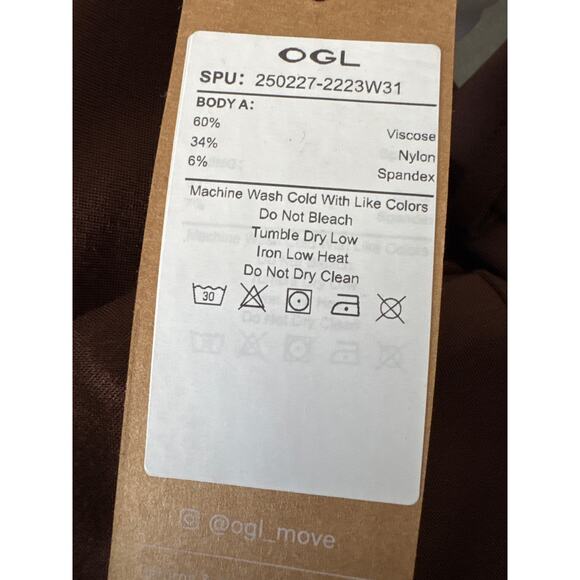 OGL
SPU: 250227-2223W31
BODY A:
60% Viscose
34% Nylon
6% Spandex
Machine Wash Cold With Like Colors
Do Not Bleach
Tumble Dry Low
Iron Low Heat
Do Not Dry Clean
30
@ogl_move